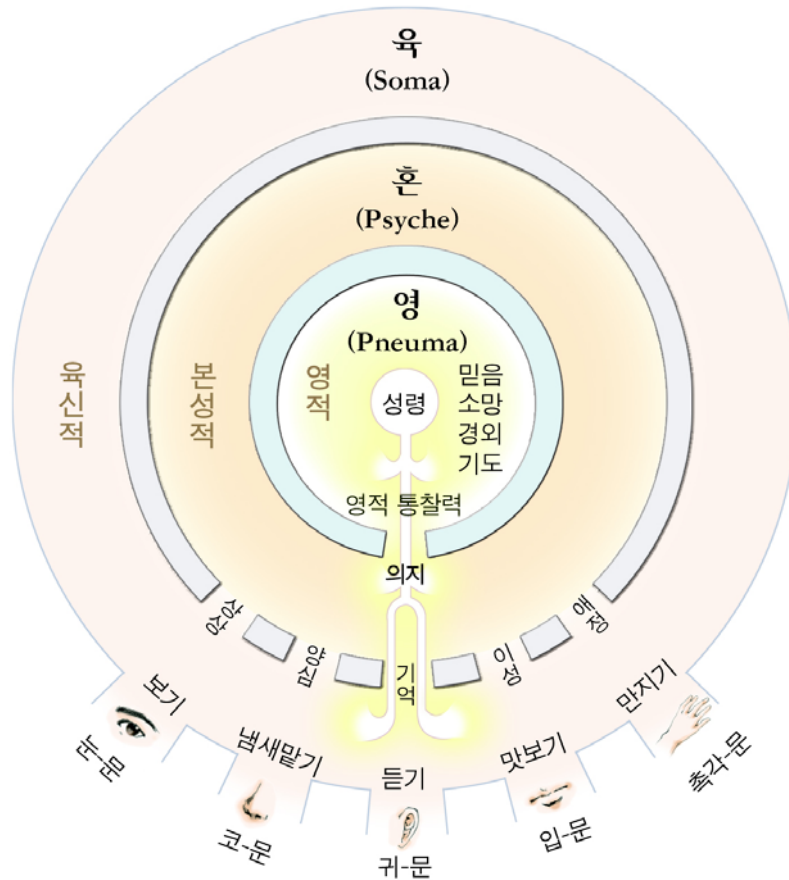 육
(Soma)
혼
(Psyche)
영
(Pneuma)
육신적
본성적
영적
성령
믿음
소망
경외
기도
영적 통찰력
의지
상상
양심
기억
이성
애정
보기
냄새맡기
듣기
맛보기
만지기
눈-문
코-문
귀-문
입-문
촉각-문